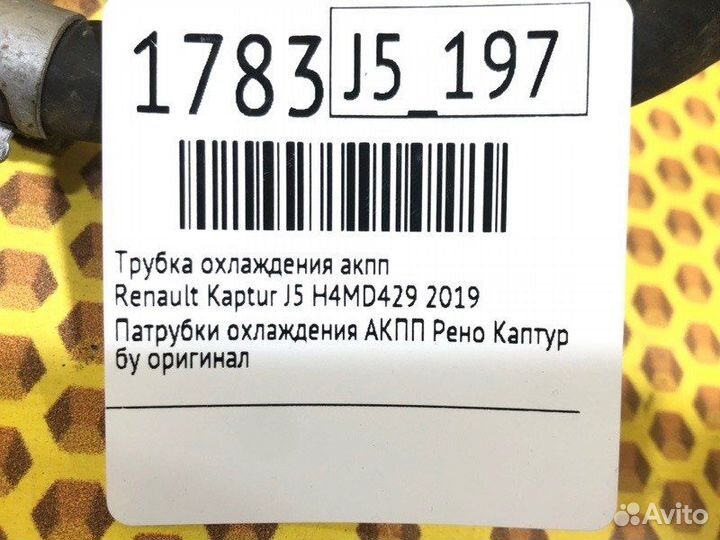 1783 J5_197
Трубка охлаждения акпп
Renault Kaptur J5 H4MD429 2019
Патрубки охлаждения АКПП Рено Каптур
бу оригинал
Avito